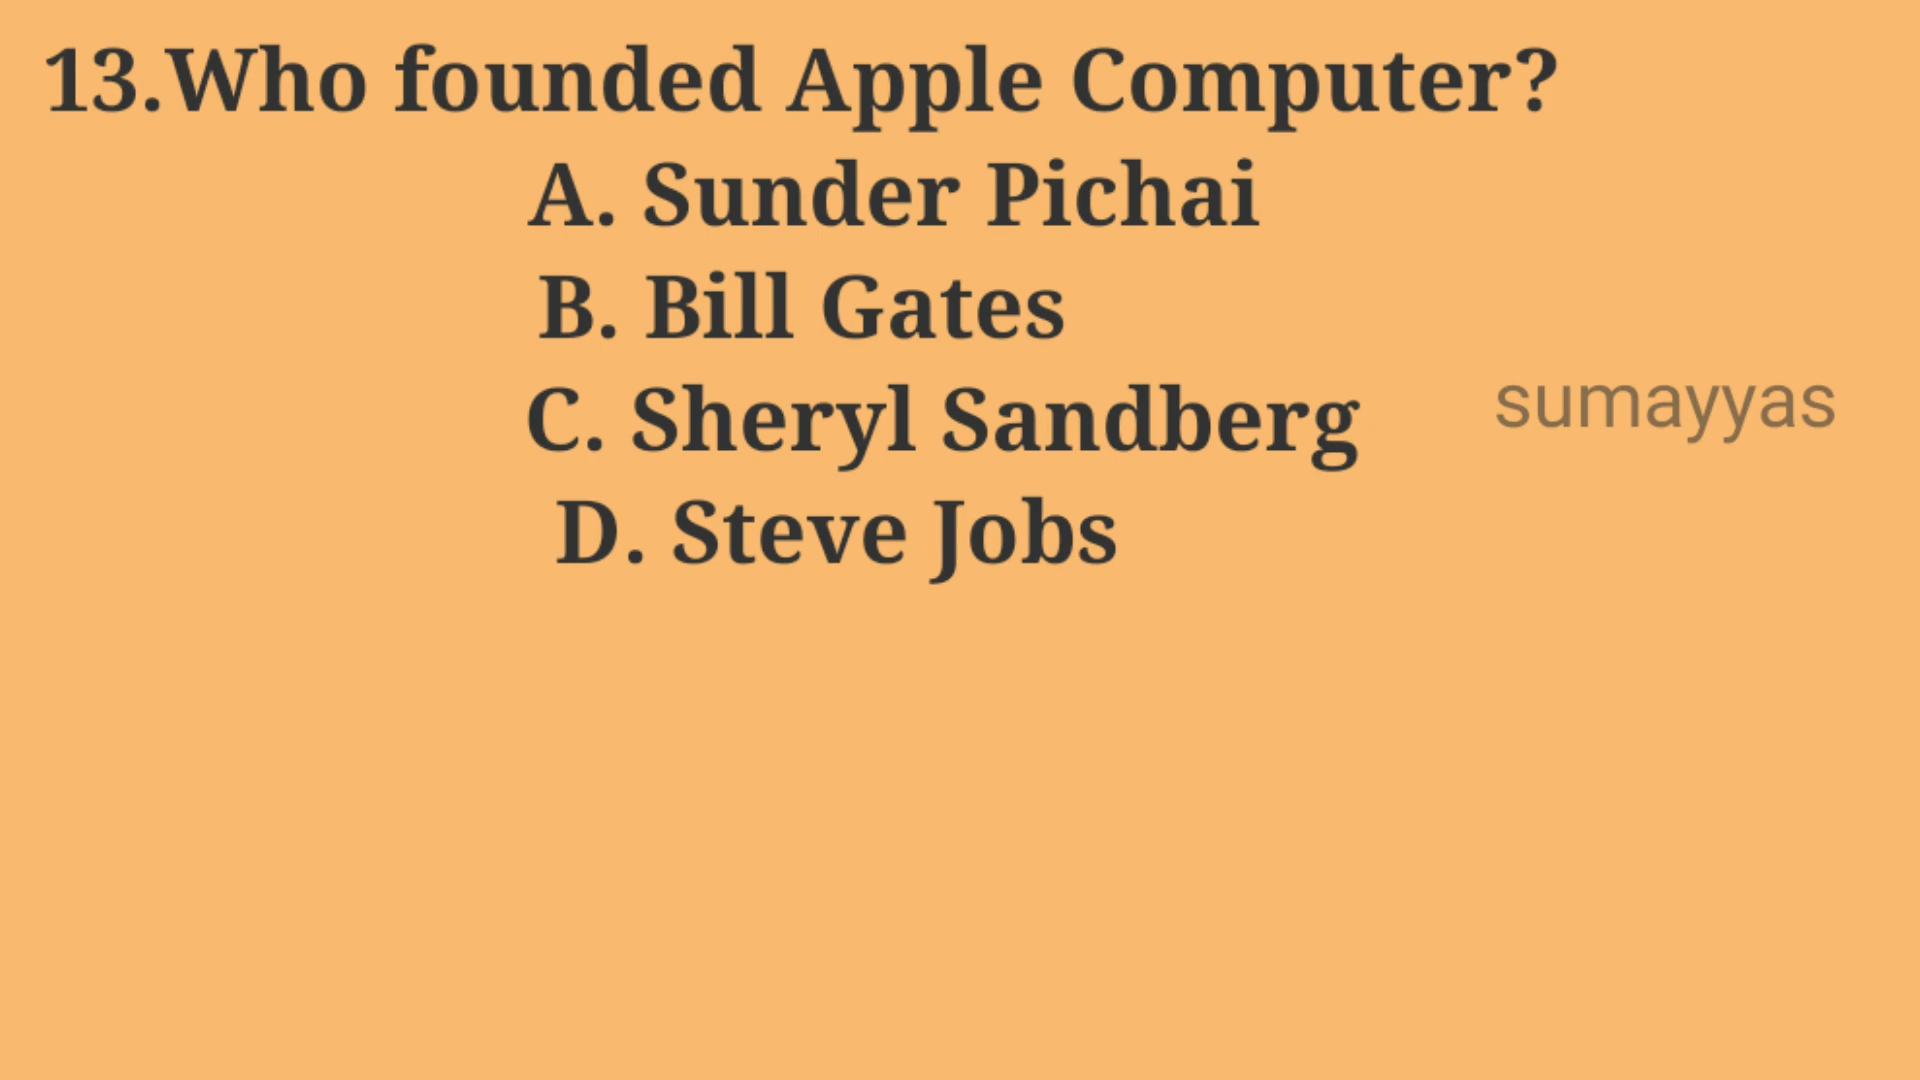 13.Who founded Apple Computer?
A. Sunder Pichai
B. Bill Gates
C. Sheryl Sandberg
sumayyas
D. Steve Jobs